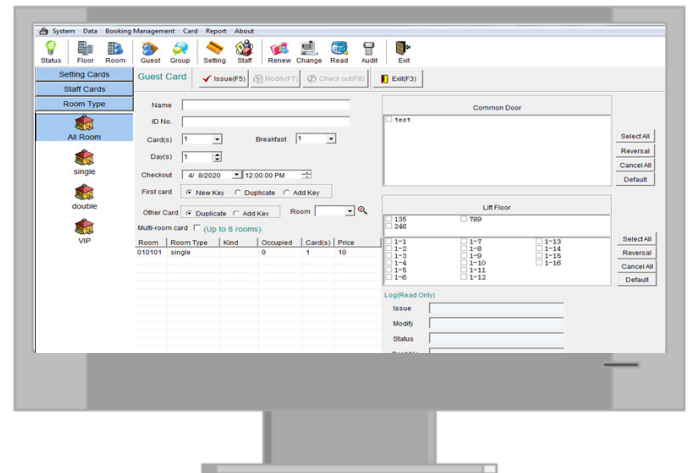 System Data Booking Management Card Report About
Status Floor Room Guest Group Setting Staff Renew Change Read Audit Exit
Setting Cards
Staff Cards
Room Type
All Room
single
double
VIP
Guest Card Issue(F5) Modify(F7) Check out(F8) Exit(F3)
Name
ID No.
Card(s) 1 Breakfast 1
Day(s) 1
Checkout 4/ 8/2020 12:00:00 PM
First card New Key Duplicate Add Key
Other Card Duplicate Add Key Room
Multi-room card (Up to 8 rooms)
Room Room Type Kind Occupied Card(s) Price
010101 single 0 1 10
Common Door
test
Select All
Reversal
Cancel All
Default
Lift Floor
135 789
246
1-1 1-7 1-13
1-2 1-8 1-14
1-3 1-9 1-15
1-4 1-10 1-16
1-5 1-11
1-6 1-12
Select All
Reversal
Cancel All
Default
Log(Read Only)
Issue
Modify
Status